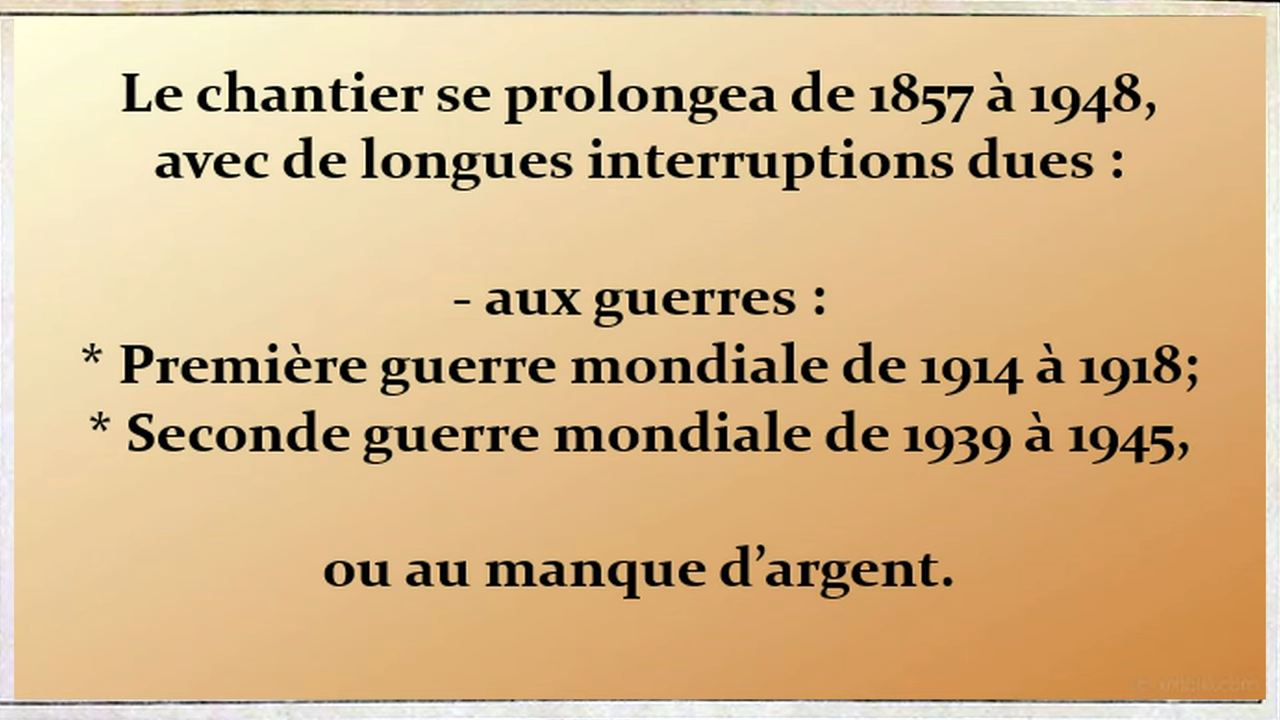 Le chantier se prolongea de 1857 à 1948,
avec de longues interruptions dues :
- aux guerres :
* Première guerre mondiale de 1914 à 1918;
* Seconde guerre mondiale de 1939 à 1945,
ou au manque d’argent.